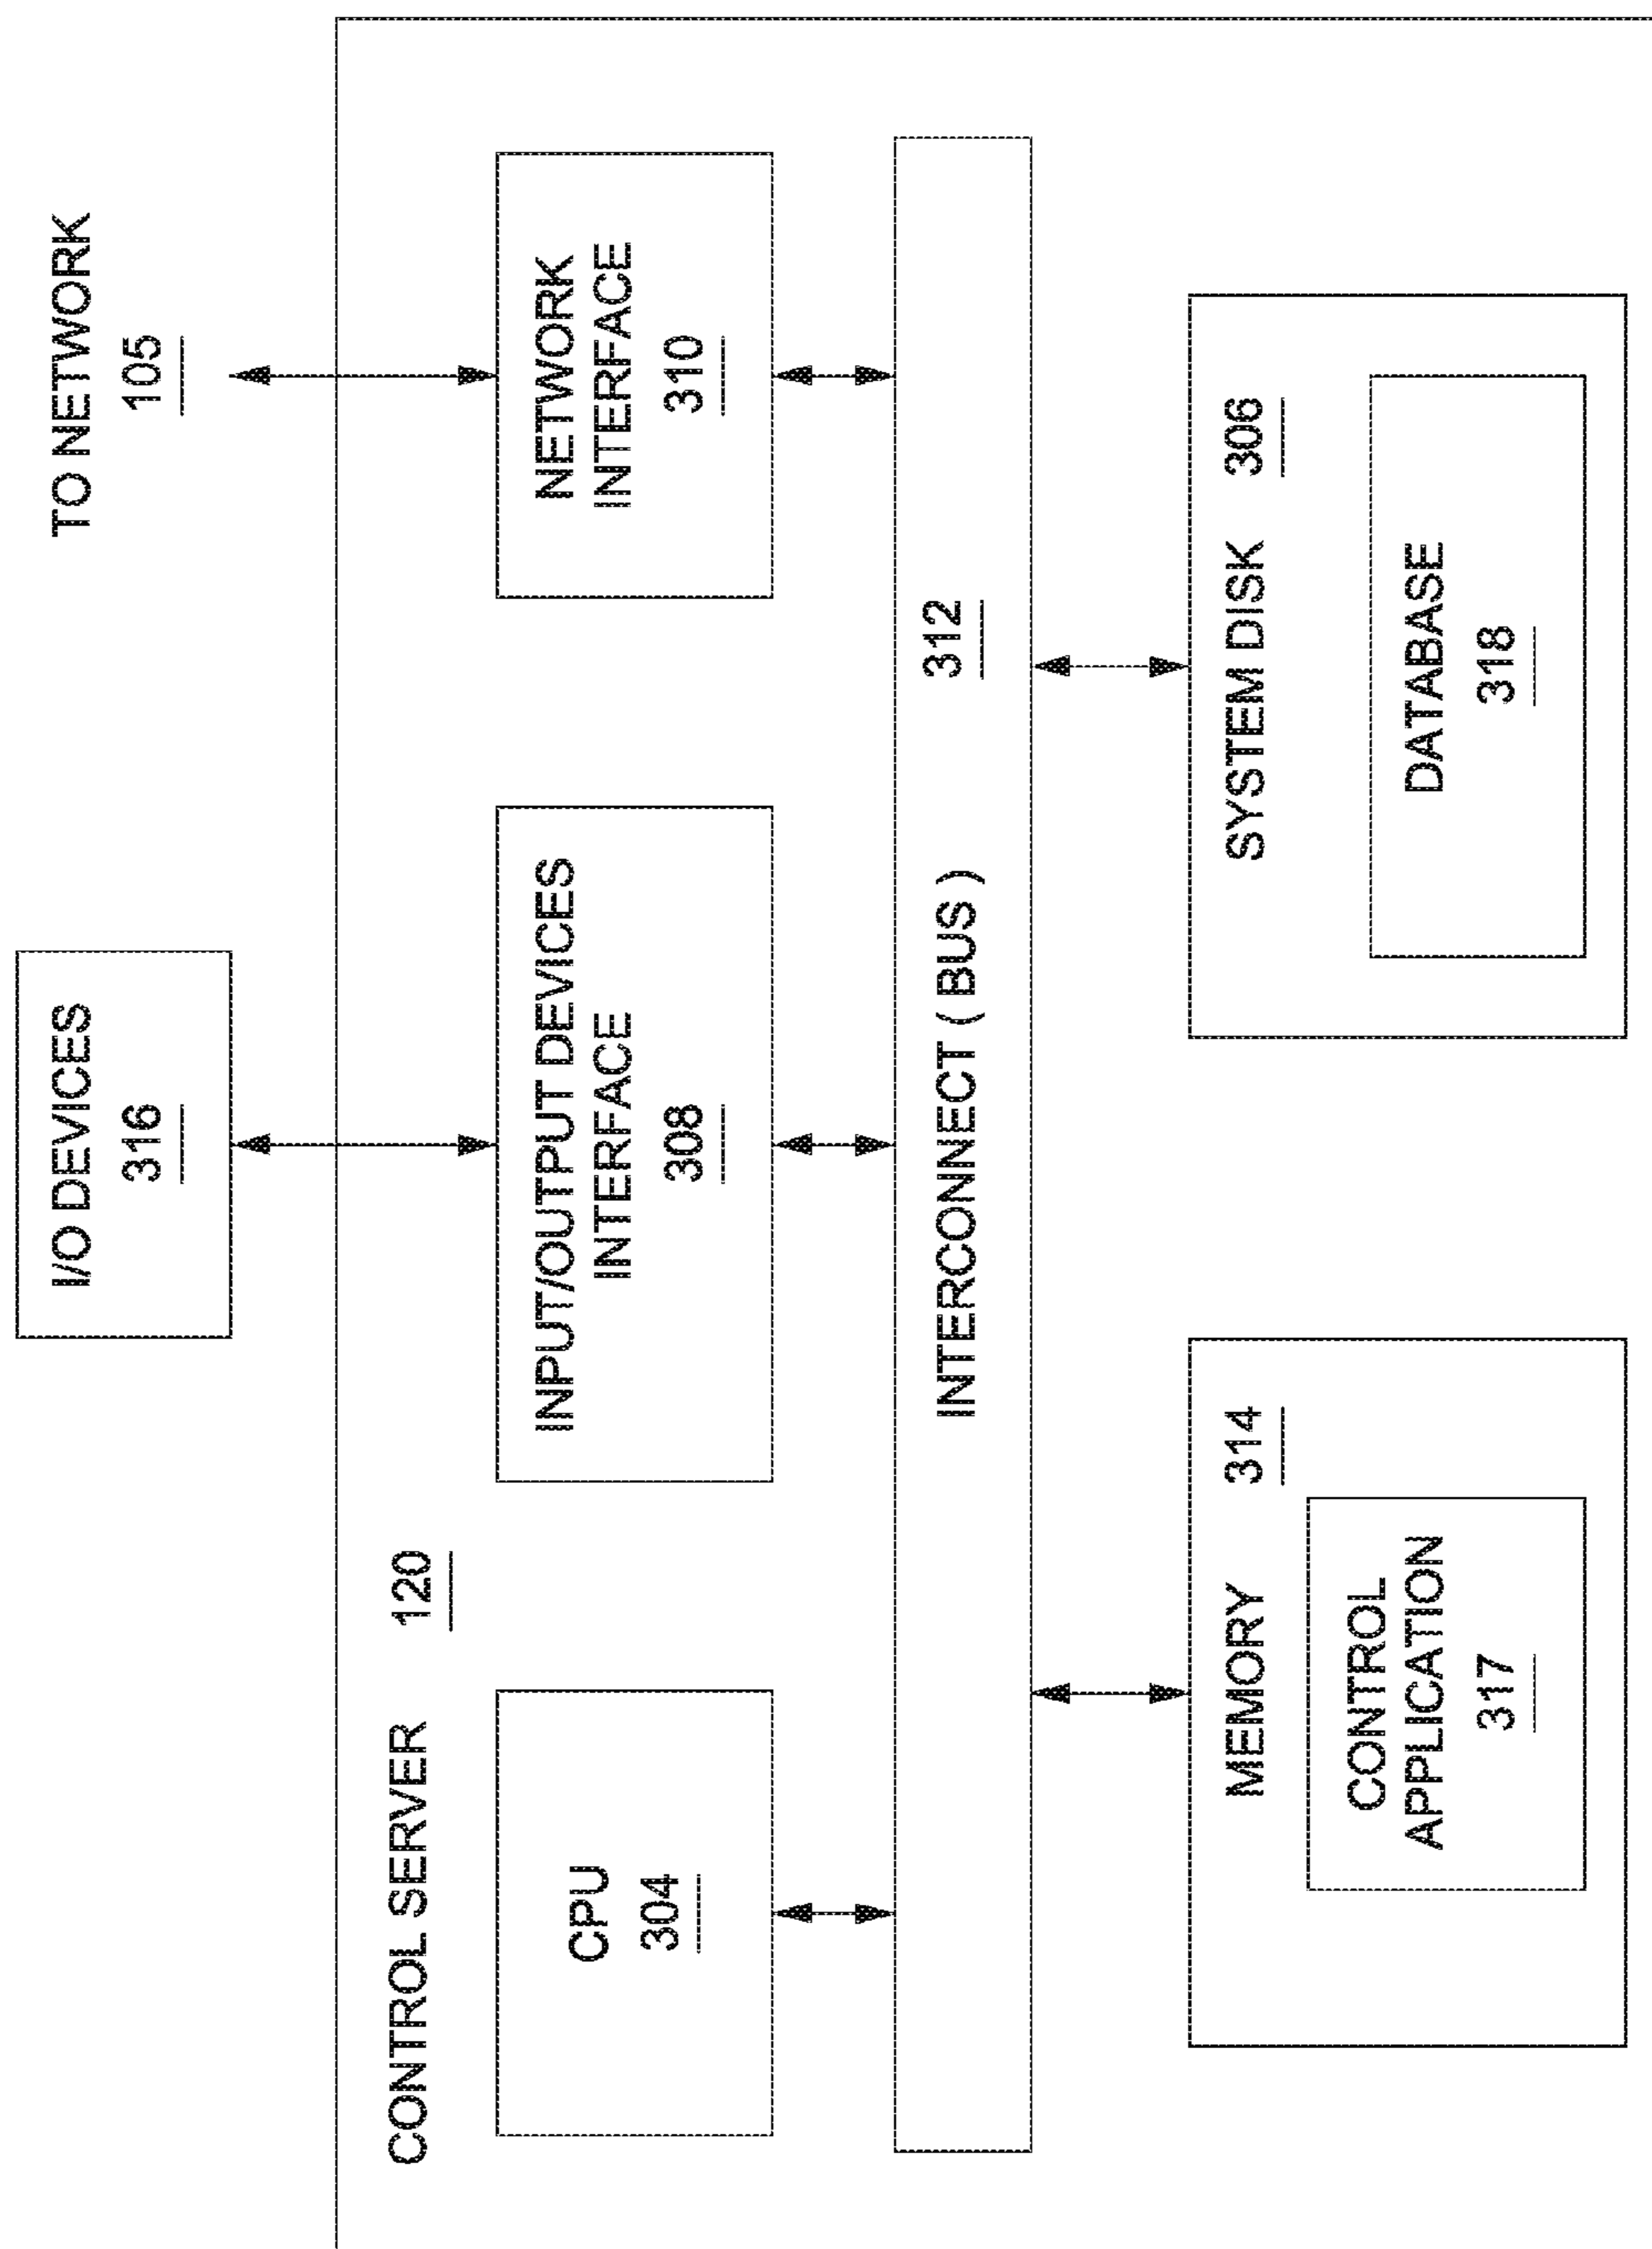 I/O DEVICES
316
TO NETWORK
105
CONTROL SERVER 120
CPU
304
INPUT/OUTPUT DEVICES
INTERFACE
308
NETWORK
INTERFACE
310
INTERCONNECT ( BUS ) 312
MEMORY 314
CONTROL
APPLICATION
317
SYSTEM DISK 306
DATABASE
318